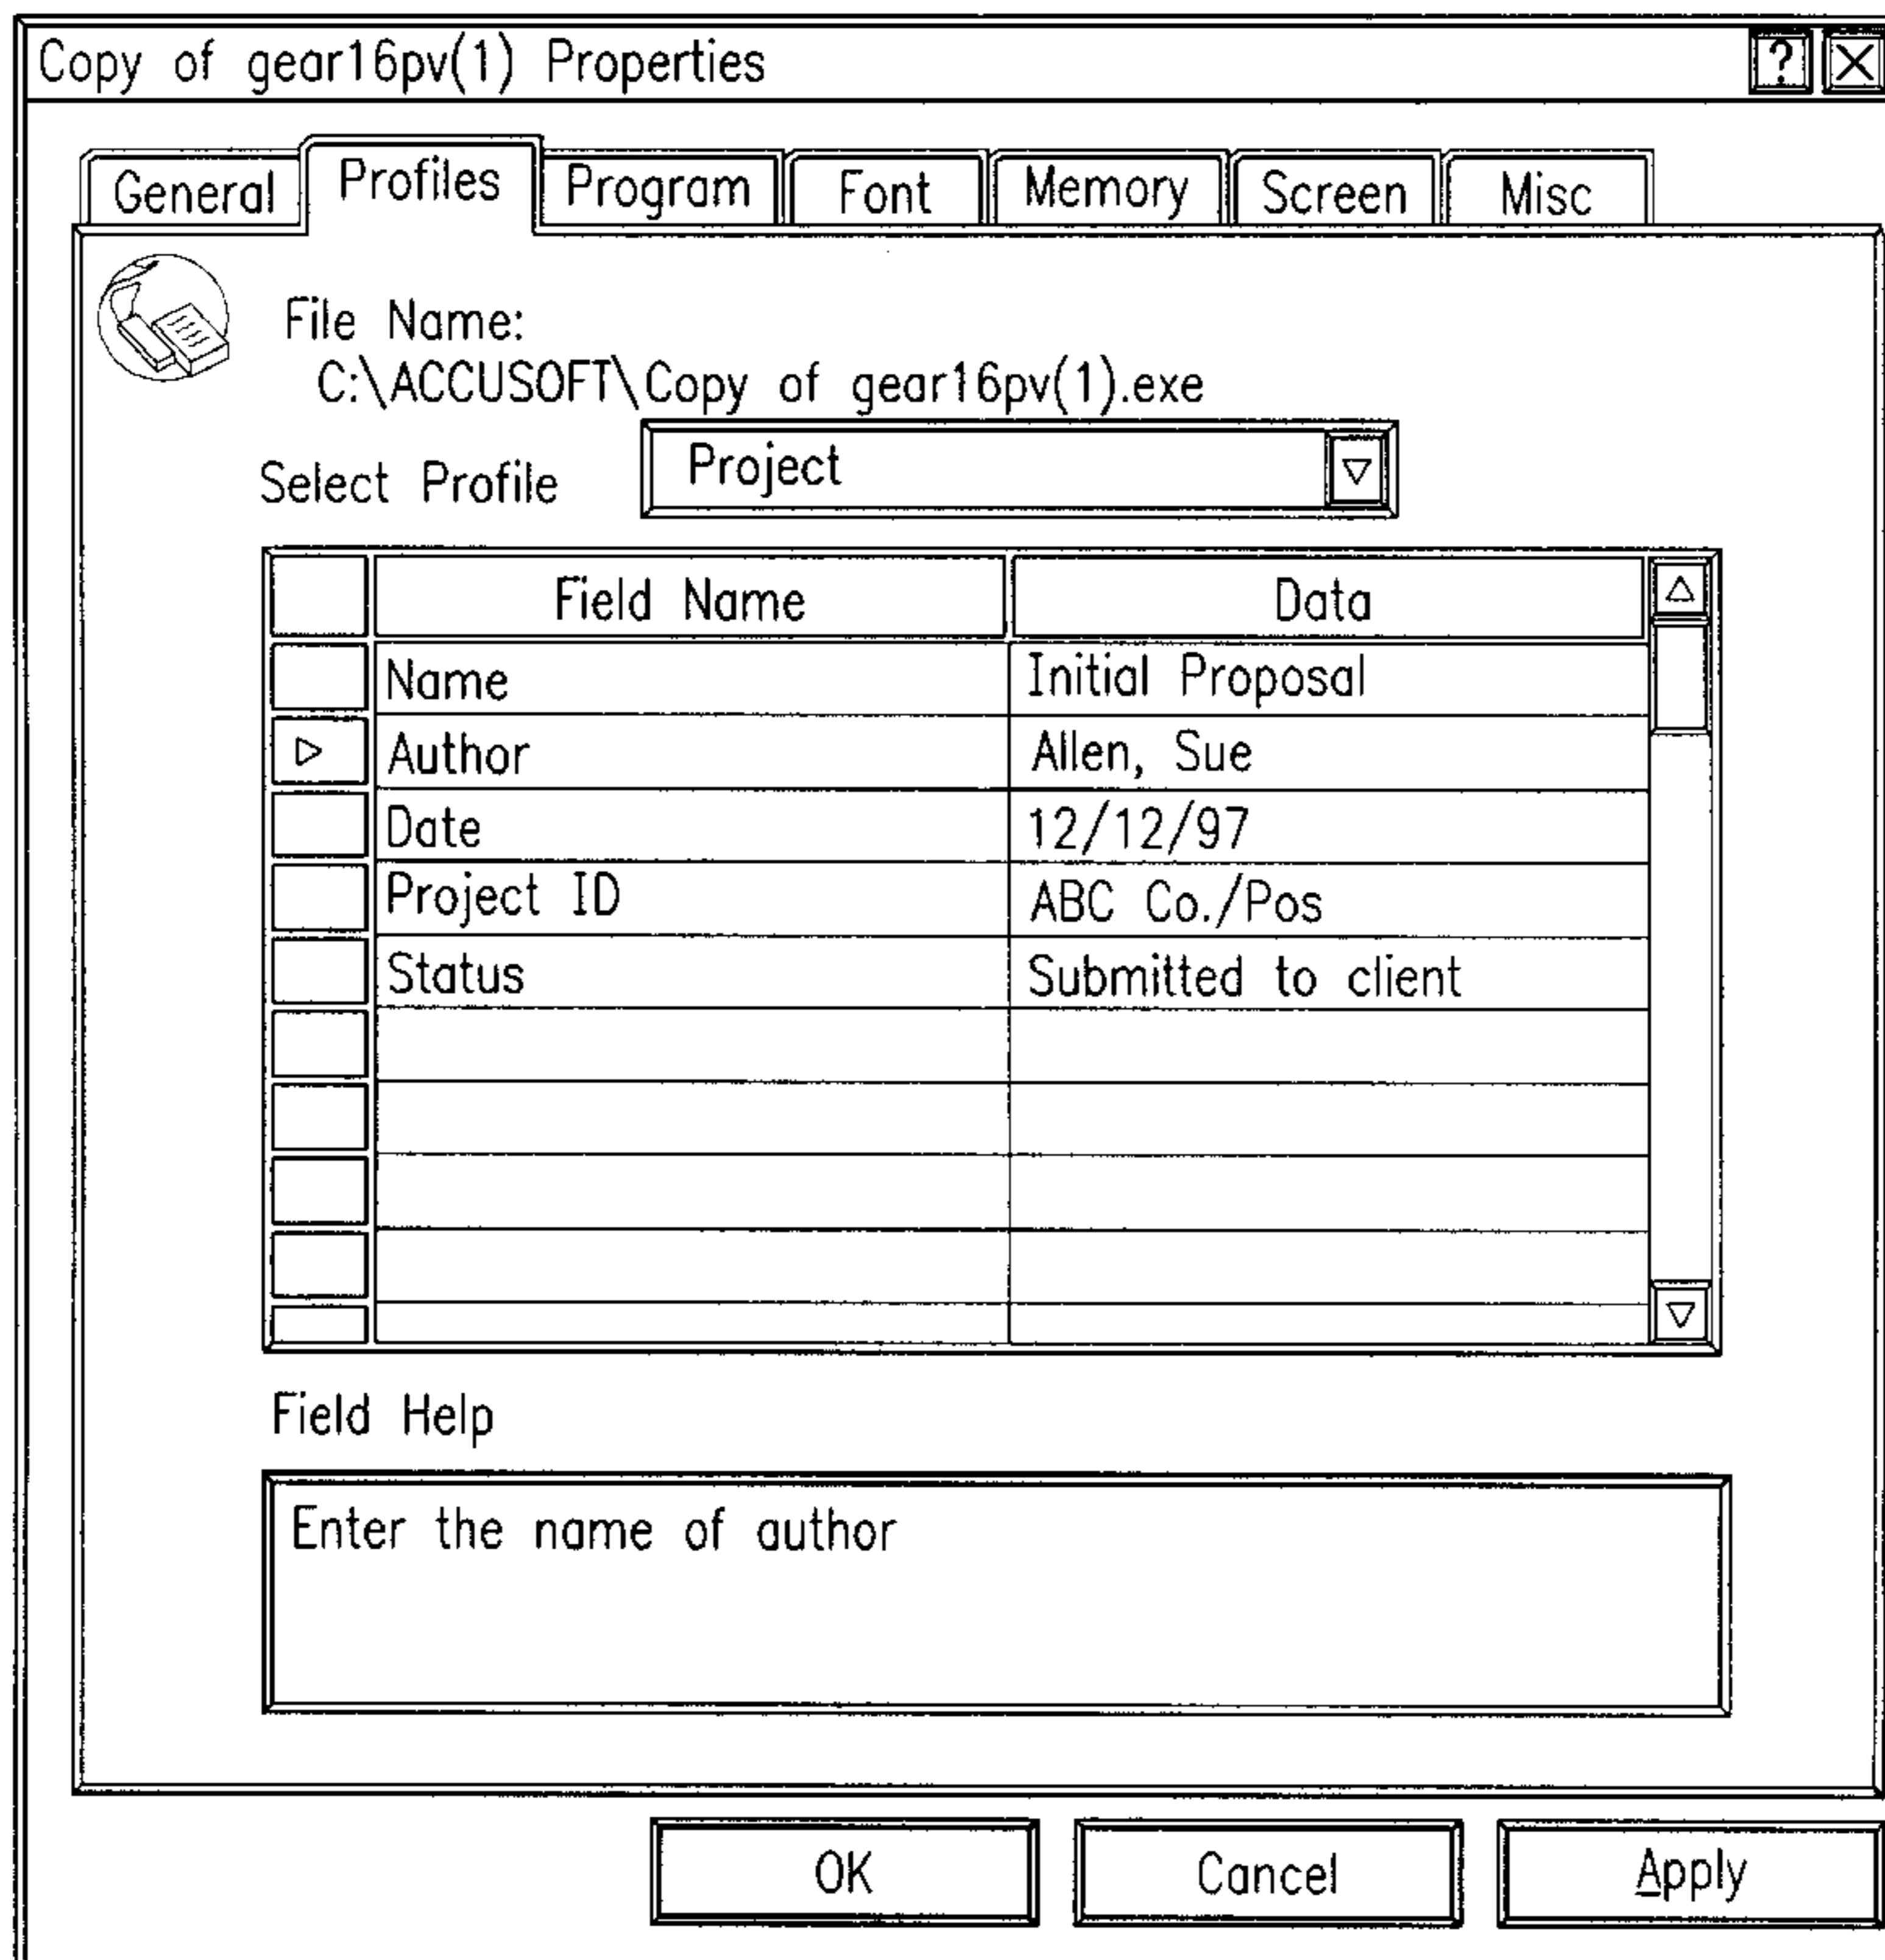 Copy of gear16pv(1) Properties ? X
General Profiles Program Font Memory Screen Misc
File Name:
C:\ACCUSOFT\Copy of gear16pv(1).exe
Select Profile Project
Field Name Data
Name Initial Proposal
Author Allen, Sue
Date 12/12/97
Project ID ABC Co./Pos
Status Submitted to client
Field Help
Enter the name of author
OK Cancel Apply